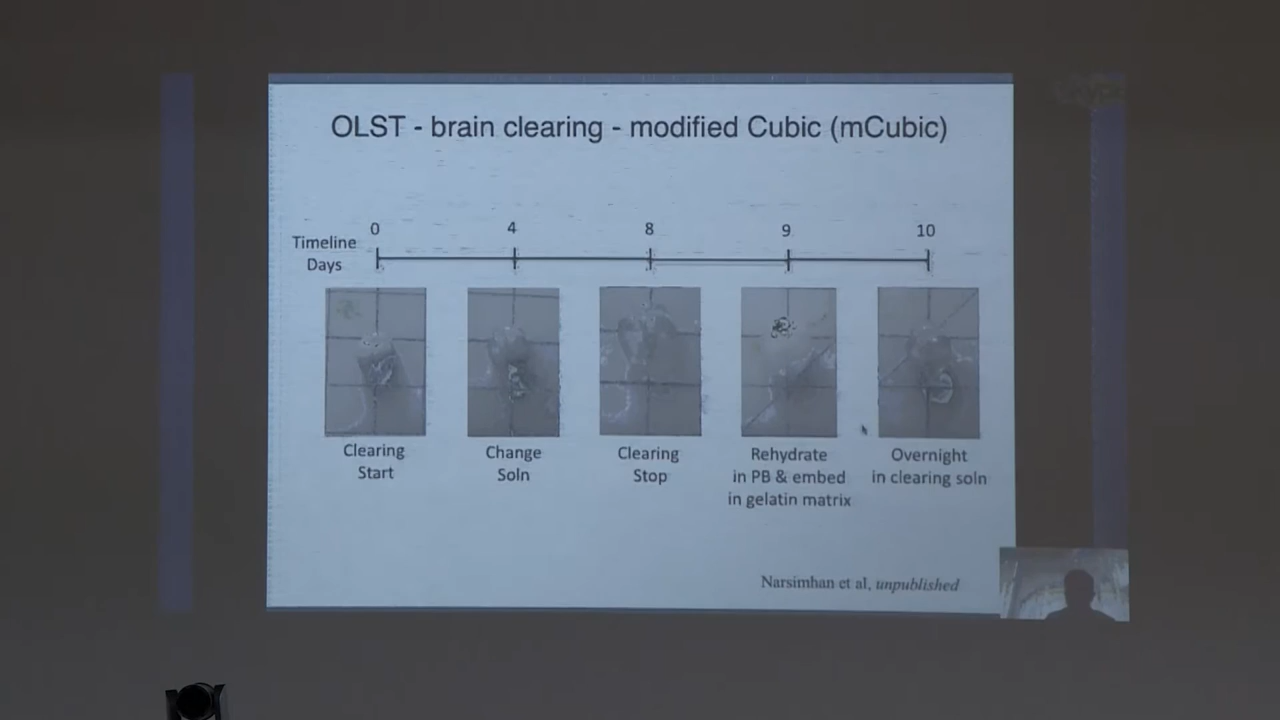 OLST - brain clearing - modified Cubic (mCubic)
0 4 8 9 10
Timeline
Days
Clearing
Start
Change
Soln
Clearing
Stop
Rehydrate
in PB & embed
in gelatin matrix
Overnight
in clearing soln
Narsimhan et al, unpublished